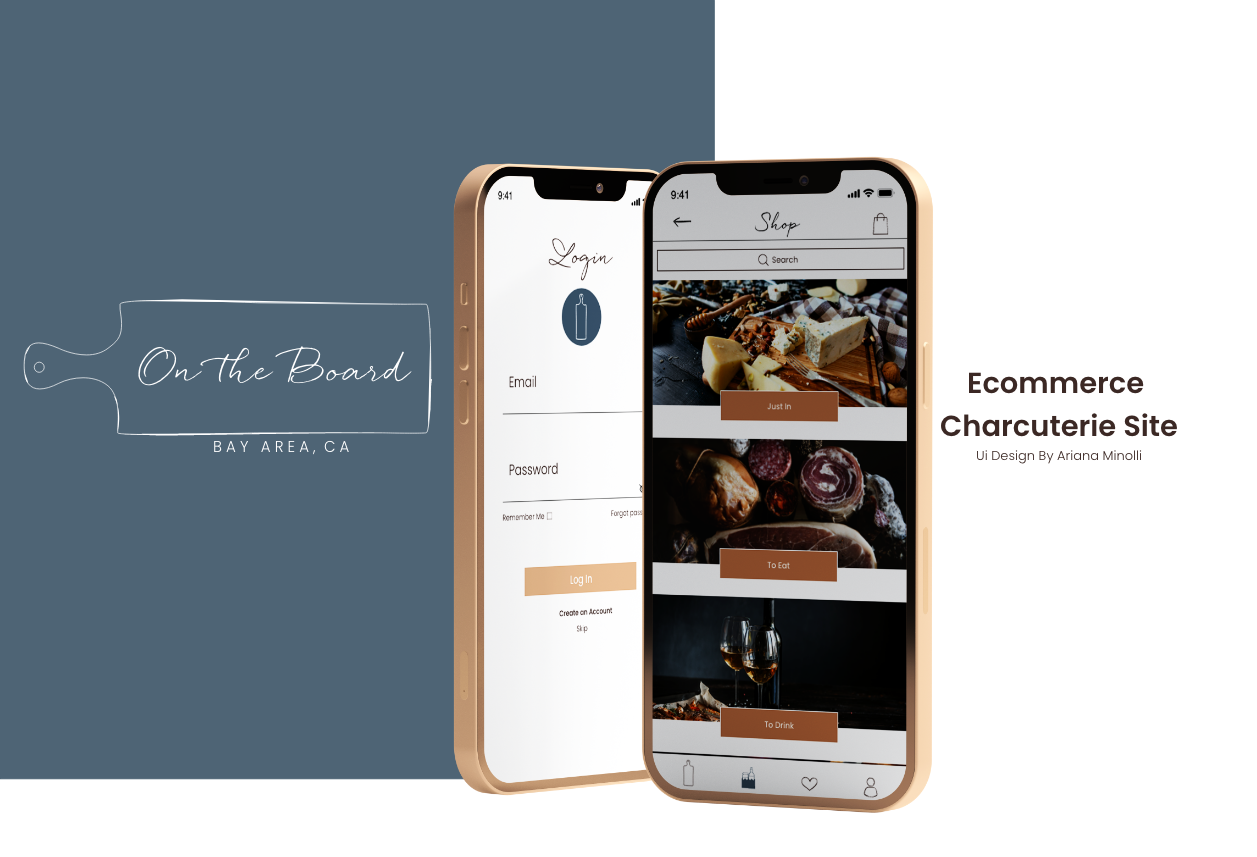 On the Board
BAY AREA, CA
9:41
Login
Email
Password
Remember Me
Forgot
Log In
Create an Account
Skip
9:41
Shop
Search
Just In
To Eat
To Drink
Ecommerce
Charcuterie Site
Ui Design By Ariana Minolli